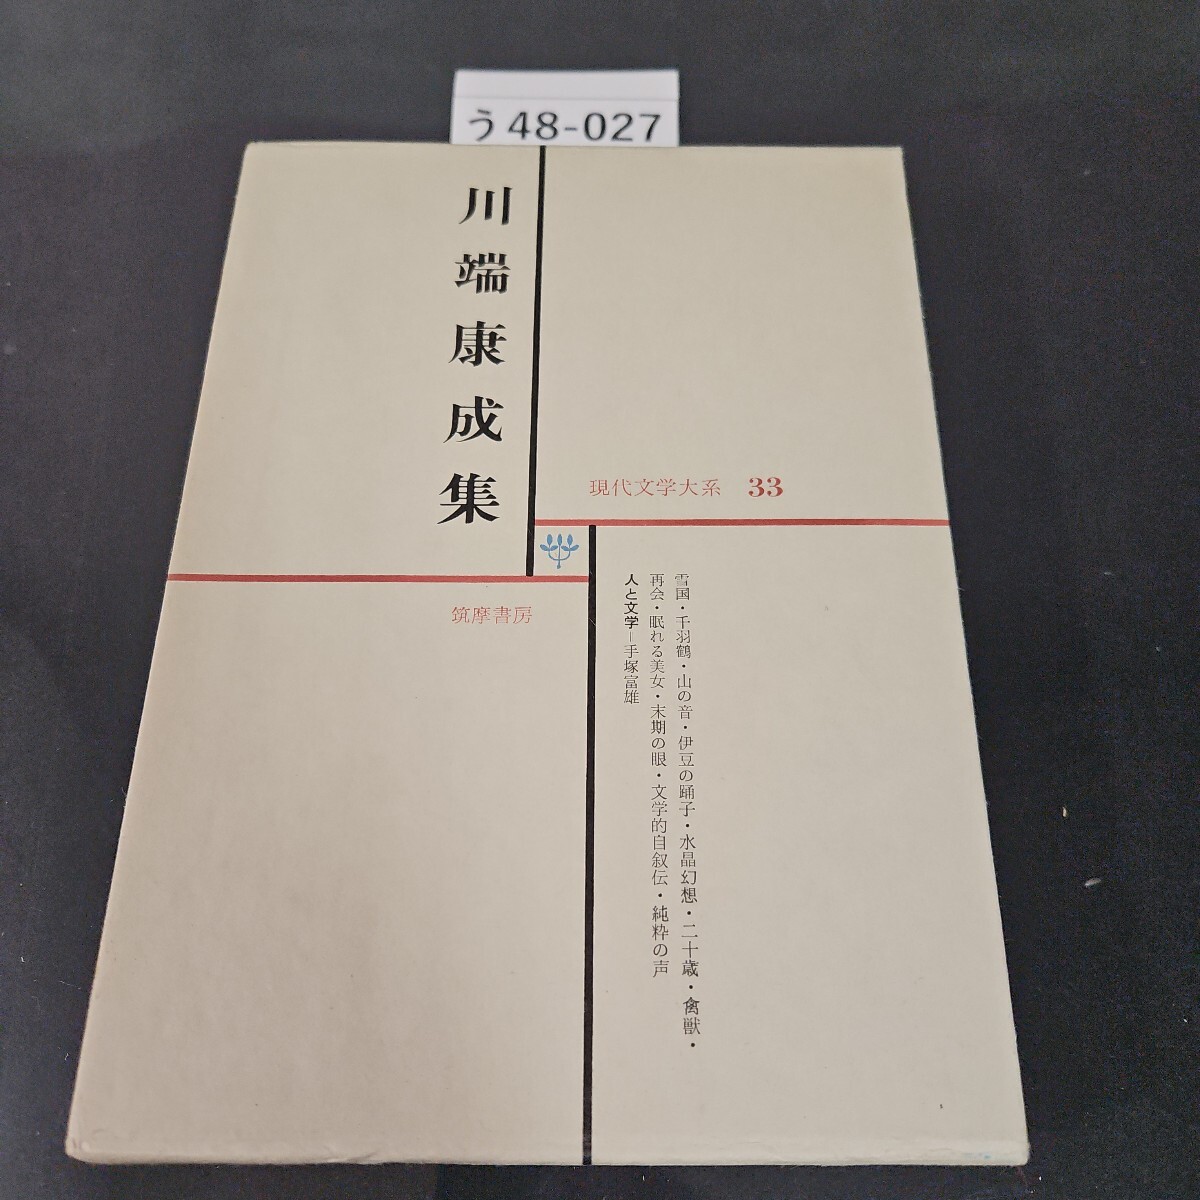 う48-027
川端康成集
現代文学大系 33
筑摩書房
雪国・千羽鶴・山の音・伊豆の踊子・水晶幻想・二十歳・禽獣・
再会・眠れる美女・末期の眼・文学的自叙伝・純粋の声
人と文学=手塚富雄